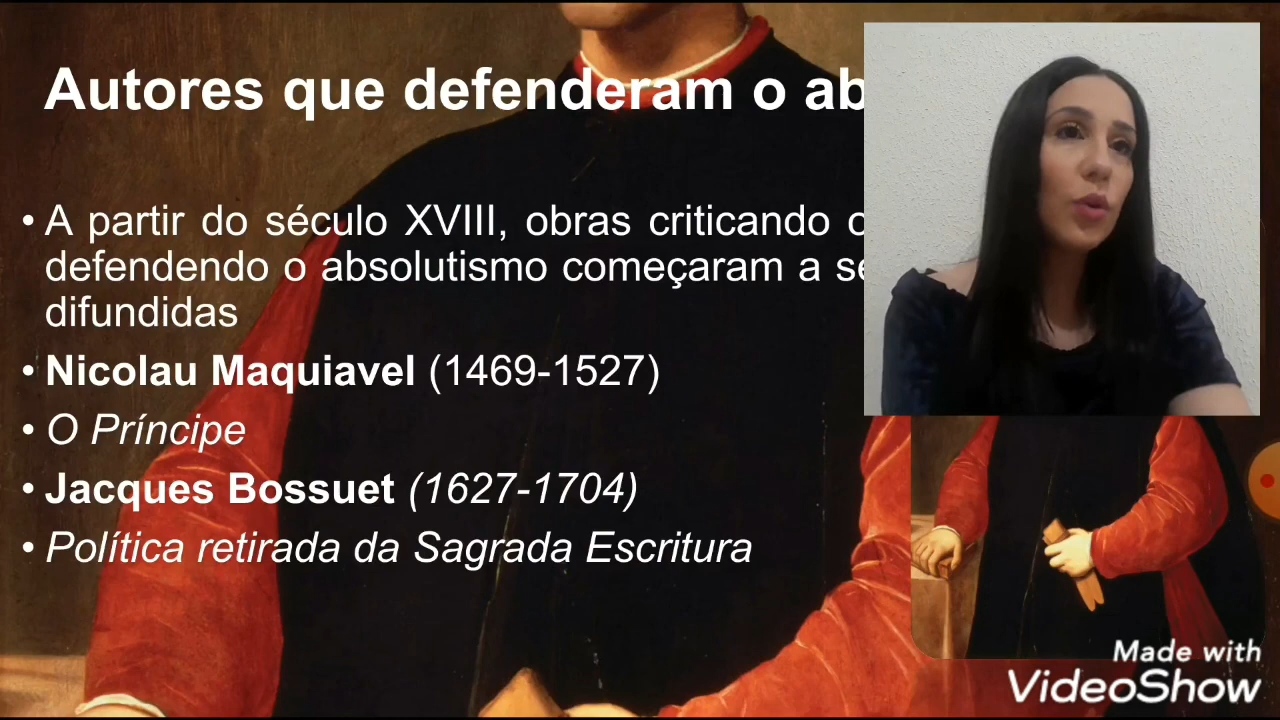 Autores que defenderam o ab
• A partir do século XVIII, obras criticando
defendendo o absolutismo começaram a se
difundidas
• Nicolau Maquiavel (1469-1527)
• O Príncipe
• Jacques Bossuet (1627-1704)
• Política retirada da Sagrada Escritura
Made with
VideoShow